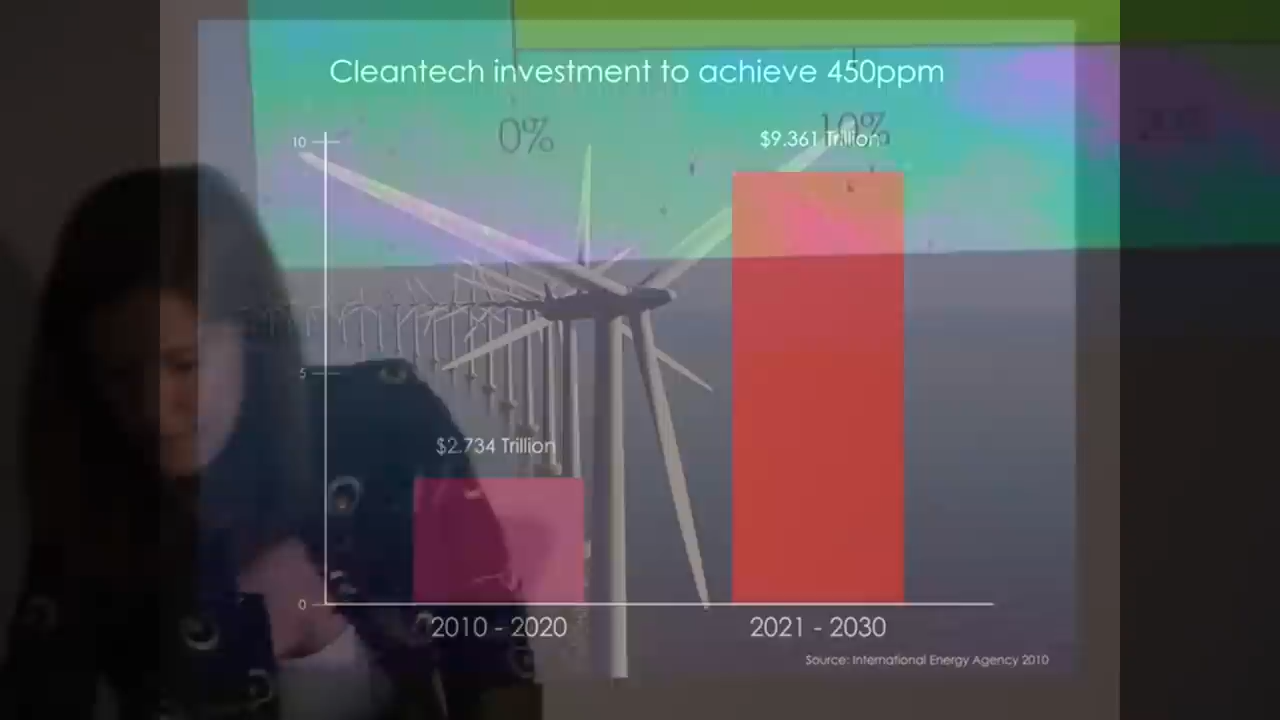 Cleantech investment to achieve 450ppm
0%
10%
10
$9.361 Trillion
5
$2.734 Trillion
0
2010 - 2020
2021 - 2030
Source: International Energy Agency 2010